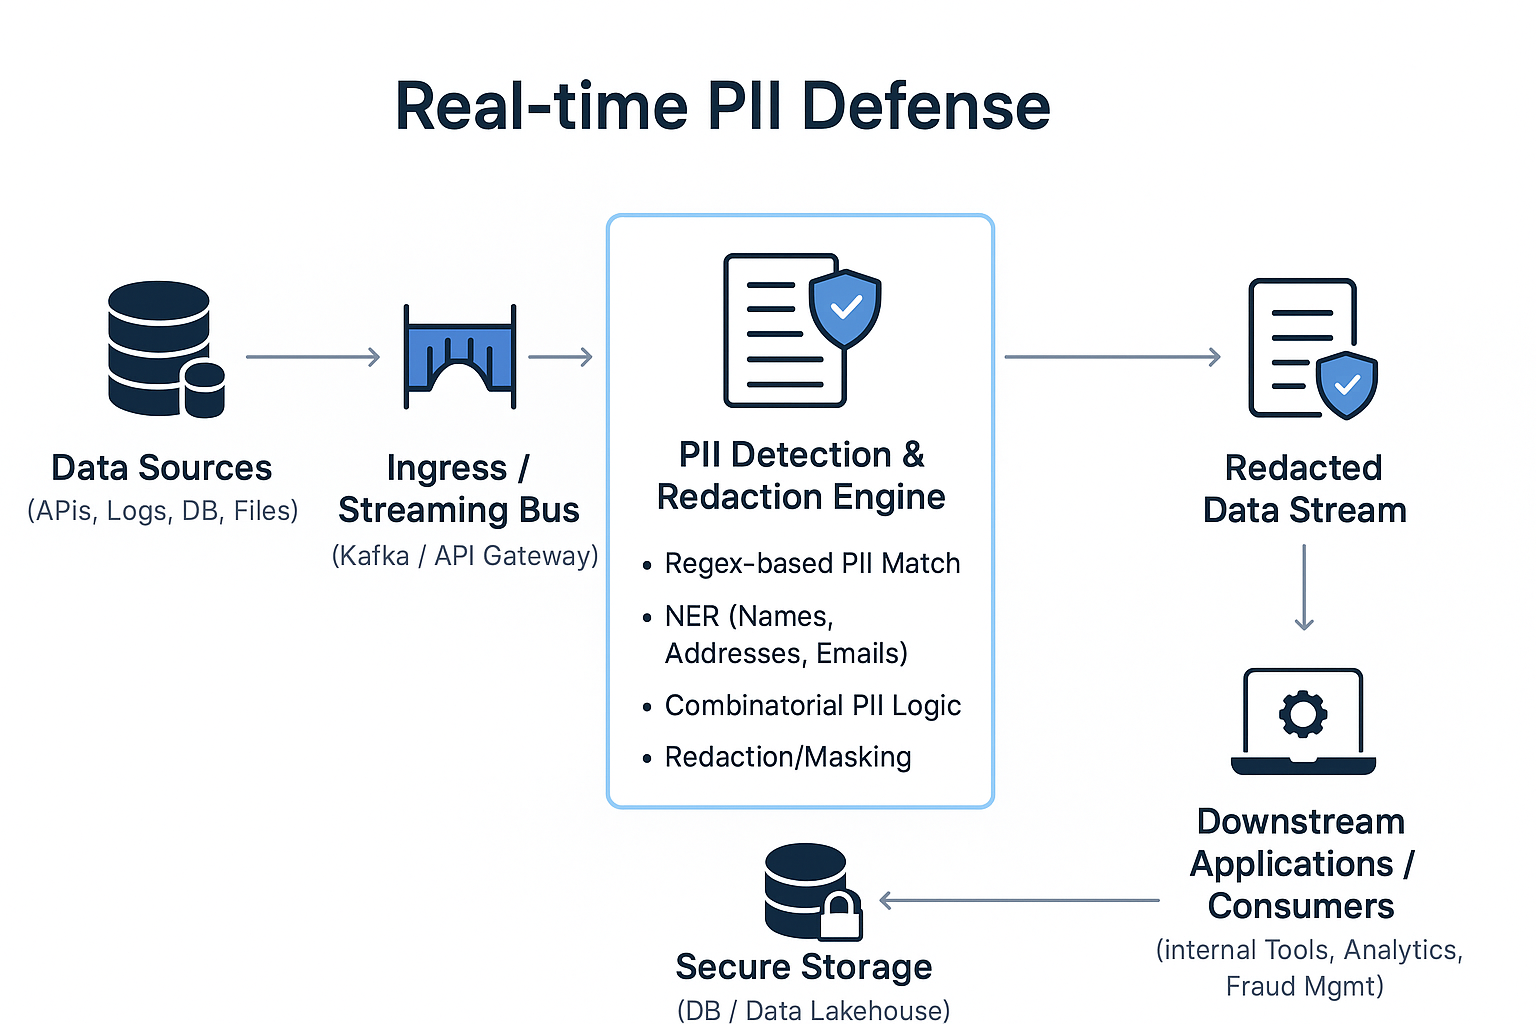 Real-time PII Defense
Data Sources
(APis, Logs, DB, Files)
Ingress /
Streaming Bus
(Kafka / API Gateway)
PII Detection &
Redaction Engine
• Regex-based PII Match
• NER (Names,
Addresses, Emails)
• Combinatorial PII Logic
• Redaction/Masking
Redacted
Data Stream
Downstream
Applications /
Consumers
(internal Tools, Analytics,
Fraud Mgmt)
Secure Storage
(DB / Data Lakehouse)